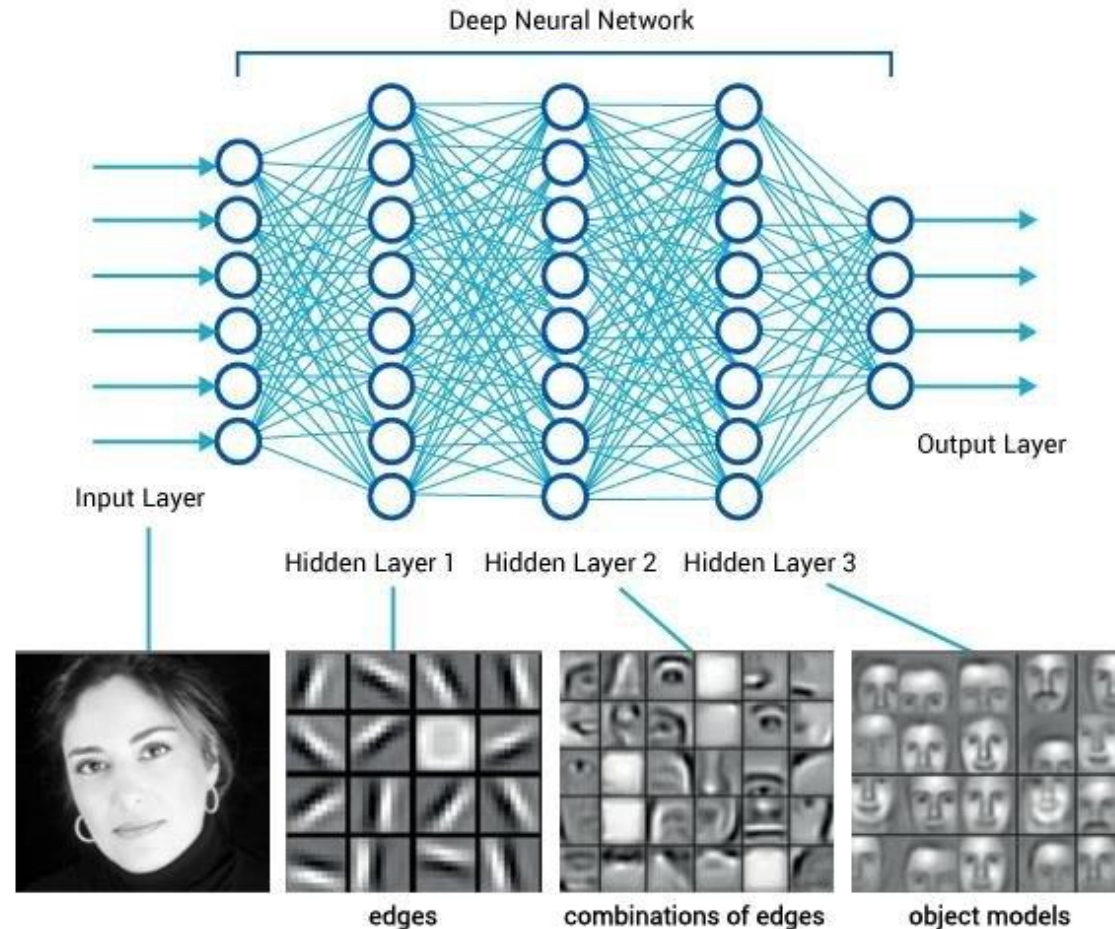 Deep Neural Network
Input Layer
Output Layer
Hidden Layer 1
Hidden Layer 2
Hidden Layer 3
edges
combinations of edges
object models